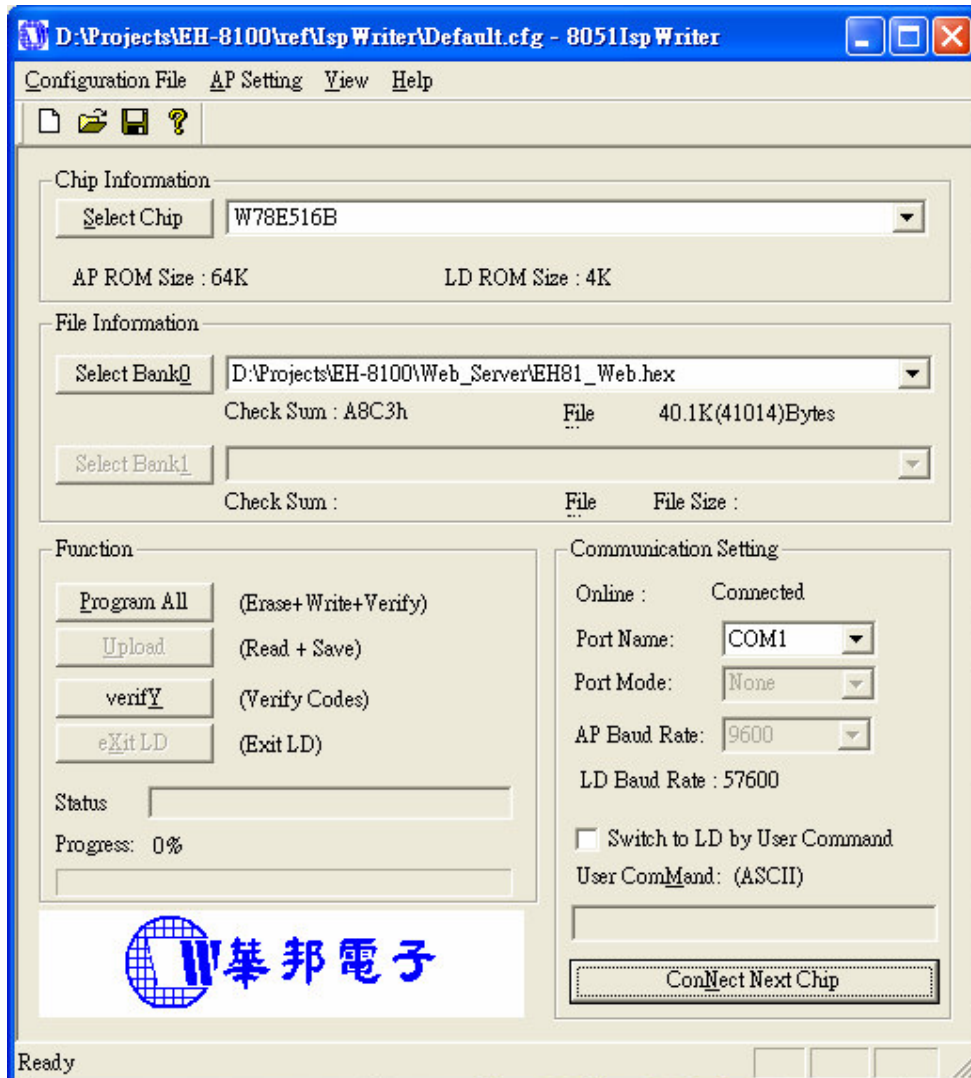 D:\Projects\EH-8100\ref\IspWriter\Default.cfg - 8051IspWriter
Configuration File AP Setting View Help
Chip Information
Select Chip W78E516B
AP ROM Size : 64K LD ROM Size : 4K
File Information
Select Bank0 D:\Projects\EH-8100\Web_Server\EH81_Web.hex
Check Sum : A8C3h File 40.1K(41014)Bytes
Select Bank1
Check Sum : File File Size :
Function
Program All (Erase+Write+Verify)
Upload (Read + Save)
verifY (Verify Codes)
eXit LD (Exit LD)
Status
Progress: 0%
Communication Setting
Online : Connected
Port Name: COM1
Port Mode: None
AP Baud Rate: 9600
LD Baud Rate : 57600
Switch to LD by User Command
User ComMand: (ASCII)
ConNect Next Chip
華邦電子
Ready